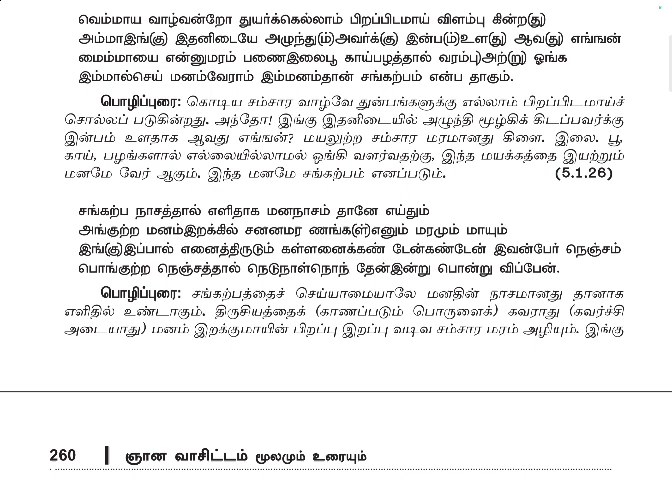 வெம்மாய வாழ்வன்றோ துயர்க்கெல்லாம் பிறப்பிடமாய் விளம்பு கின்ற(து)
அம்மாஇங்(கு) இதனிடையே அழுந்து(ம்)அவர்க்(கு) இன்ப(ம்)உள(து) ஆவ(து) எங்ஙன்
மைம்மாயை என்னுமரம் பணைஇலைபூ காய்பழத்தால் வரம்ப)அற்(று) ஓங்க
இம்மால்செய் மனம்வேராம் இம்மனம்தான் சங்கற்பம் என்ப தாகும்.
பொழிப்புரை: கொடிய சம்சார வாழ்வே துன்பங்களுக்கு எல்லாம் பிறப்பிடமாய்ச்
சொல்லப் படுகின்றது. அந்தோ! இங்கு இதனிடையில் அழுந்தி மூழ்கிக் கிடப்பவர்க்கு
இன்பம் உளதாக ஆவது எங்ஙன்? மயலுற்ற சம்சார மரமானது கிளை. இலை. பூ,
காய், பழங்களால் எல்லையில்லாமல் ஓங்கி வளர்வதற்கு, இந்த மயக்கத்தை இயற்றும்
மனமே வேர் ஆகும். இந்த மனமே சங்கற்பம் எனப்படும். (5.1.26)
சங்கற்ப நாசத்தால் எளிதாக மனநாசம் தானே எய்தும்
அங்குற்ற மனம்இறக்கில் சனனமர ணங்க(ள்)எனும் மரமும் மாயும்
இங்(கு)இப்பால் எனைத்திருடும் கள்ளனைக்கண் டேன்கண்டேன் இவன்பேர் நெஞ்சம்
பொங்குற்ற நெஞ்சத்தால் நெடுநாள்நொந் தேன்இன்று பொன்று விப்பேன்.
பொழிப்புரை: சங்கற்பத்தைச் செய்யாமையாலே மனதின் நாசமானது தானாக
எளிதில் உண்டாகும். திருசியத்தைக் (காணப்படும் பொருளைக்) கவராது (கவர்ச்சி
அடையாது) மனம் இறக்குமாயின் பிறப்பு இறப்பு வடிவ சம்சார மரம் அழியும். இங்கு
260 | ஞான வாசிட்டம் மூலமும் உரையும்